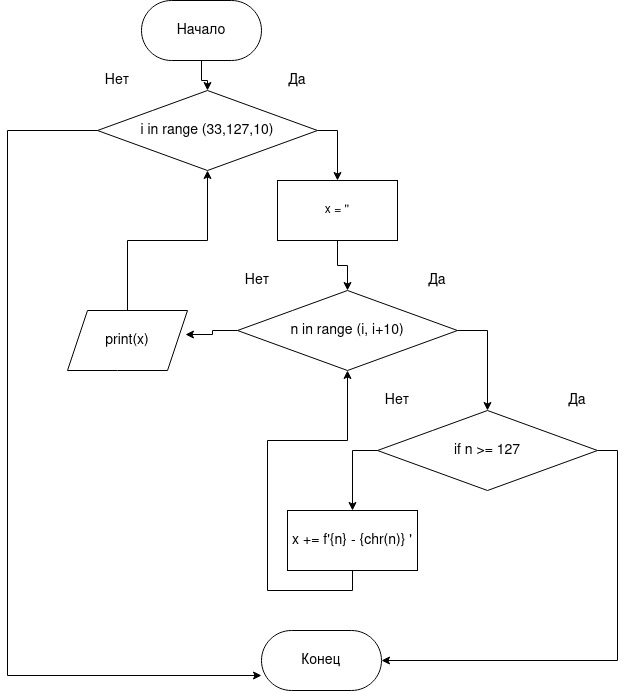 Начало
Нет
Да
i in range (33,127,10)
x = ''
Нет
Да
n in range (i, i+10)
print(x)
Нет
Да
if n >= 127
x += f'{n} - {chr(n)} '
Конец